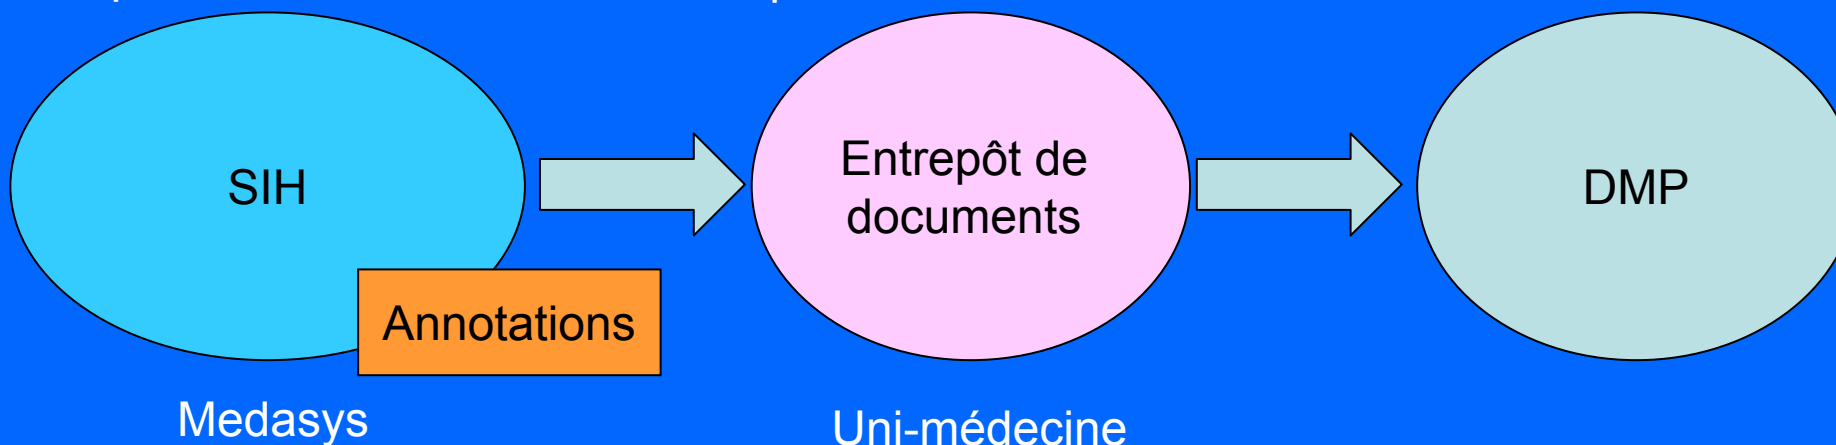 SIH
Entrepôt de
documents
DMP
Annotations
Medasys
Uni-médecine